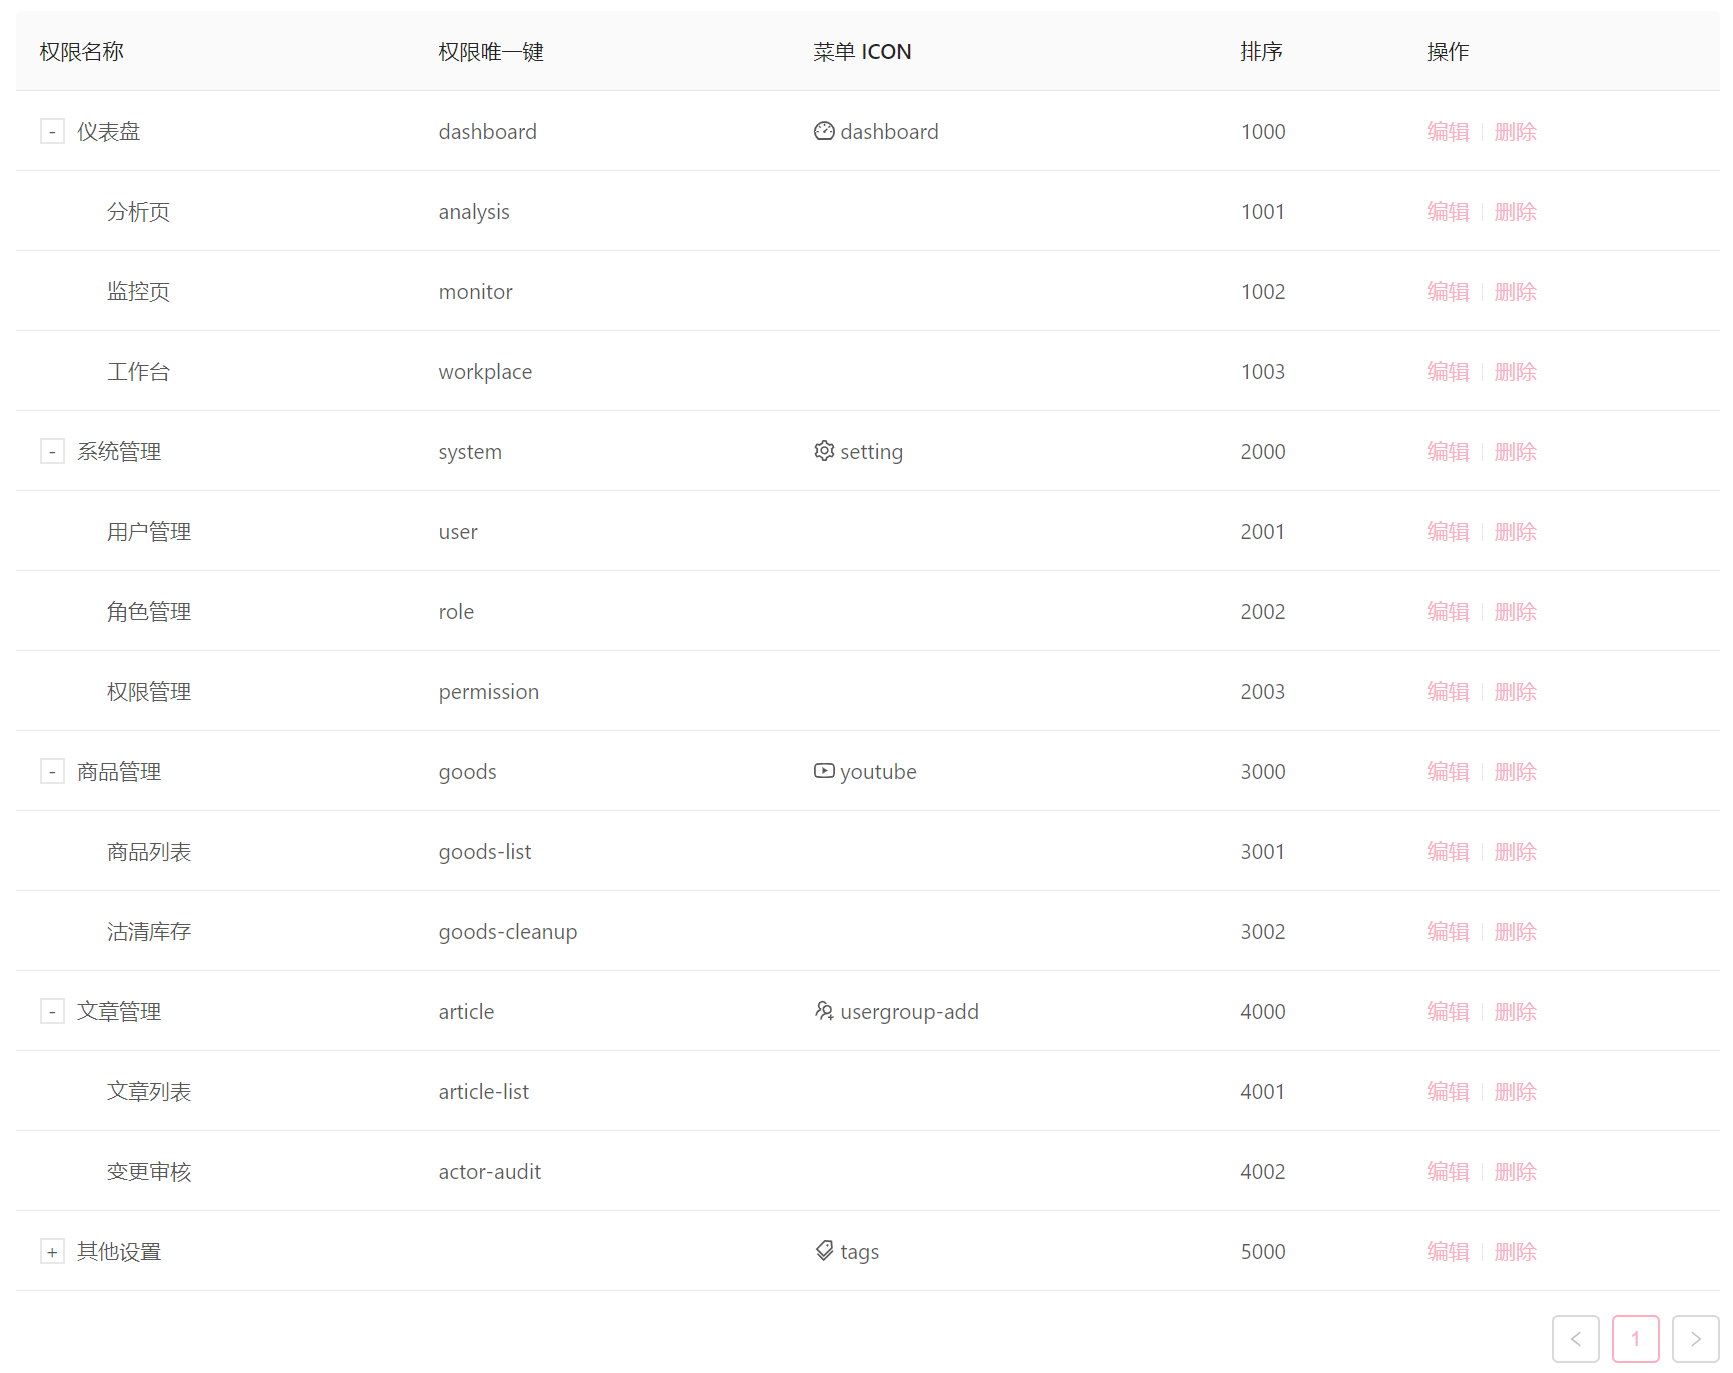 权限名称 权限唯一键 菜单 ICON 排序 操作
- 仪表盘 dashboard dashboard 1000 编辑 删除
分析页 analysis 1001 编辑 删除
监控页 monitor 1002 编辑 删除
工作台 workplace 1003 编辑 删除
- 系统管理 system setting 2000 编辑 删除
用户管理 user 2001 编辑 删除
角色管理 role 2002 编辑 删除
权限管理 permission 2003 编辑 删除
- 商品管理 goods youtube 3000 编辑 删除
商品列表 goods-list 3001 编辑 删除
沽清库存 goods-cleanup 3002 编辑 删除
- 文章管理 article usergroup-add 4000 编辑 删除
文章列表 article-list 4001 编辑 删除
变更审核 actor-audit 4002 编辑 删除
+ 其他设置 tags 5000 编辑 删除
< 1 >